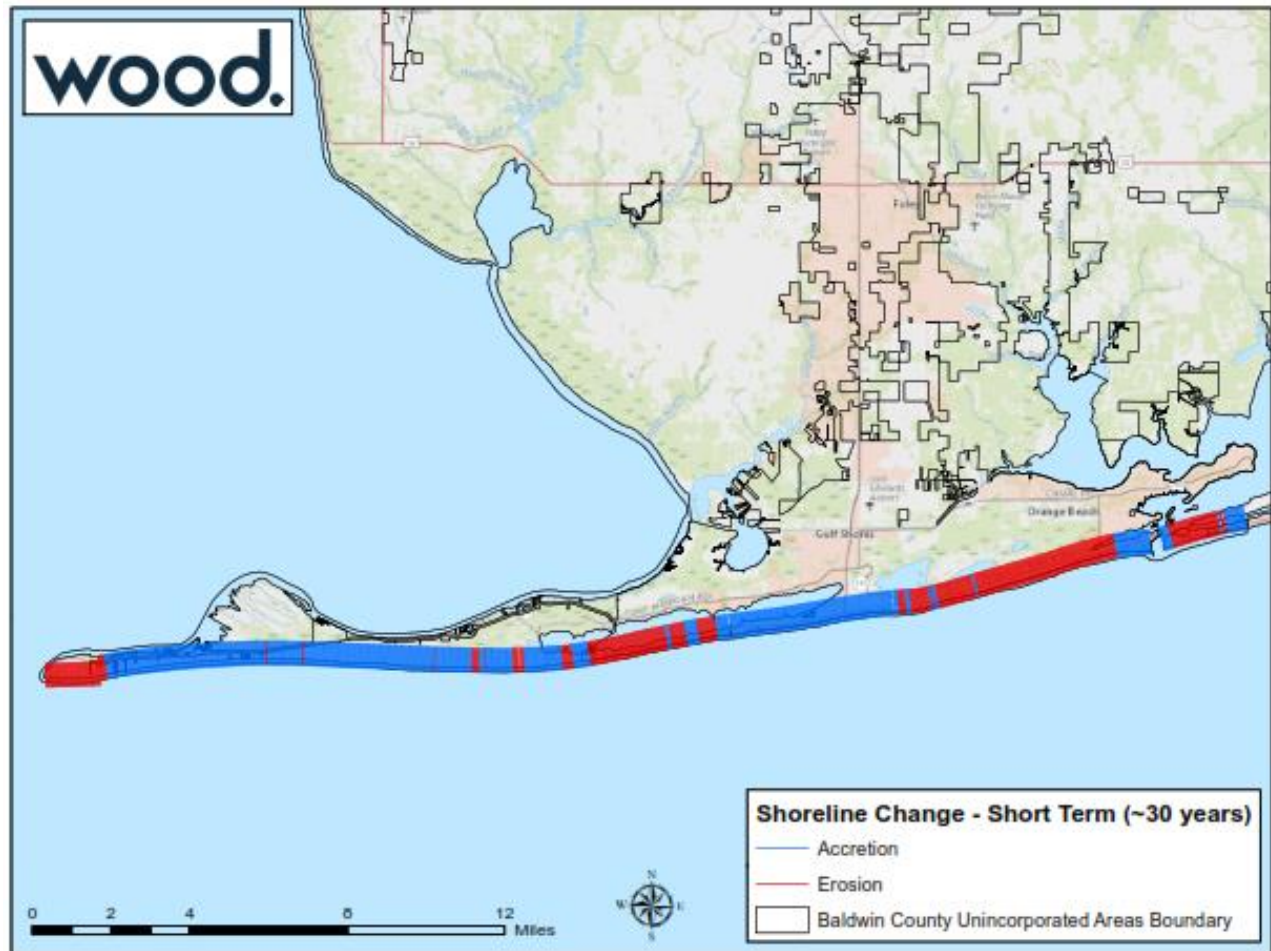 wood.
Foley
Gulf Shores
Orange Beach
Shoreline Change - Short Term (~30 years)
Accretion
Erosion
Baldwin County Unincorporated Areas Boundary
N
W E
S
0 2 4 8 12
Miles